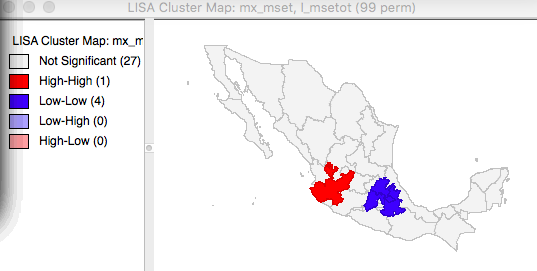 LISA Cluster Map: mx_mset, I_msetot (99 perm)
LISA Cluster Map: mx_m
Not Significant (27)
High-High (1)
Low-Low (4)
Low-High (0)
High-Low (0)